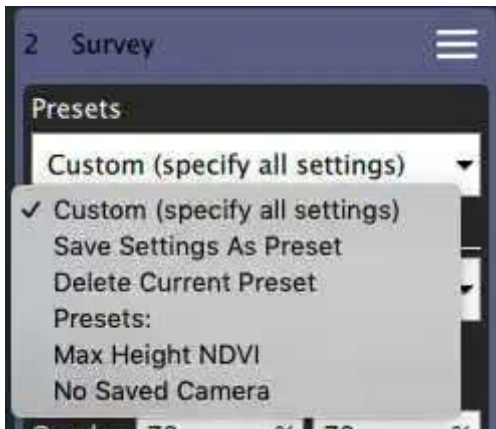 2 Survey
Presets
Custom (specify all settings)
✓ Custom (specify all settings)
Save Settings As Preset
Delete Current Preset
Presets:
Max Height NDVI
No Saved Camera